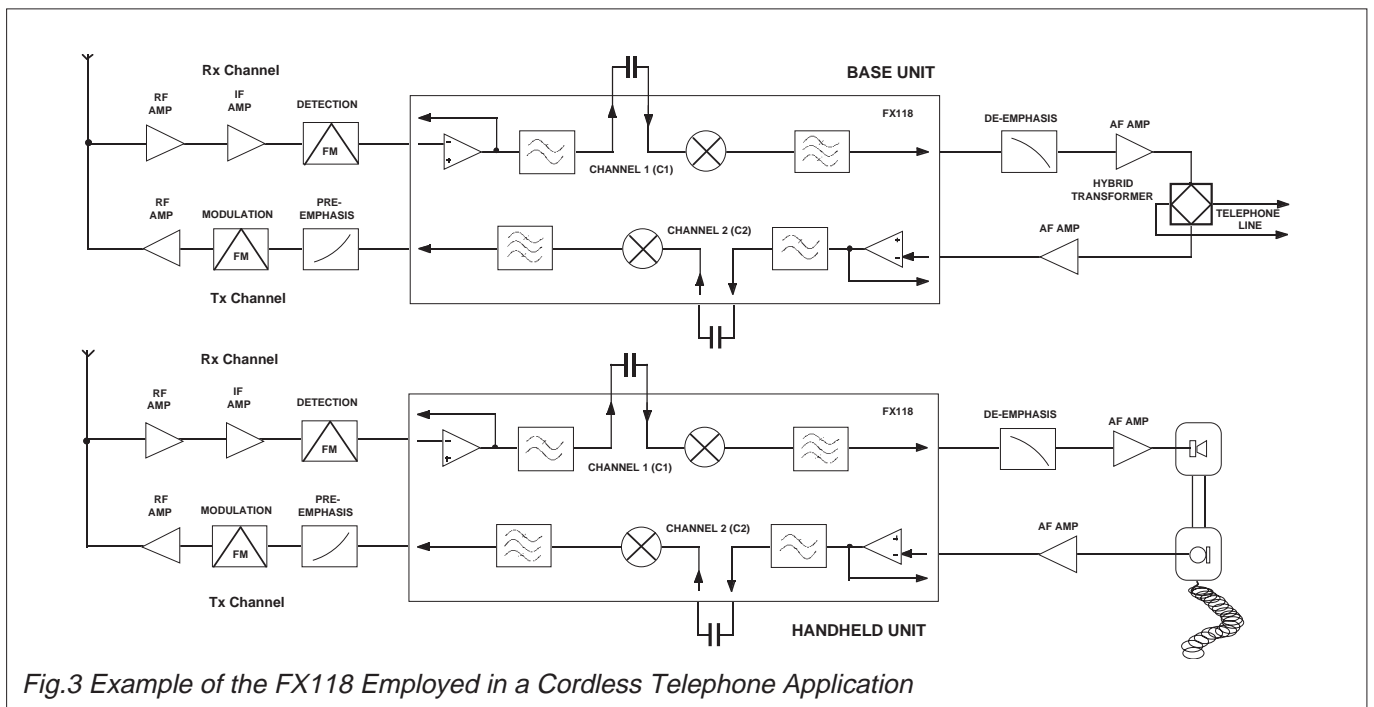 Rx Channel
BASE UNIT
RF
AMP
IF
AMP
DETECTION
FM
FX118
CHANNEL 1 (C1)
DE-EMPHASIS
AF AMP
HYBRID
TRANSFORMER
TELEPHONE
LINE
RF
AMP
MODULATION
FM
PRE-
EMPHASIS
CHANNEL 2 (C2)
AF AMP
Tx Channel
Rx Channel
RF
AMP
IF
AMP
DETECTION
FM
FX118
CHANNEL 1 (C1)
DE-EMPHASIS
AF AMP
RF
AMP
MODULATION
FM
PRE-
EMPHASIS
CHANNEL 2 (C2)
AF AMP
Tx Channel
HANDHELD UNIT
Fig.3 Example of the FX118 Employed in a Cordless Telephone Application